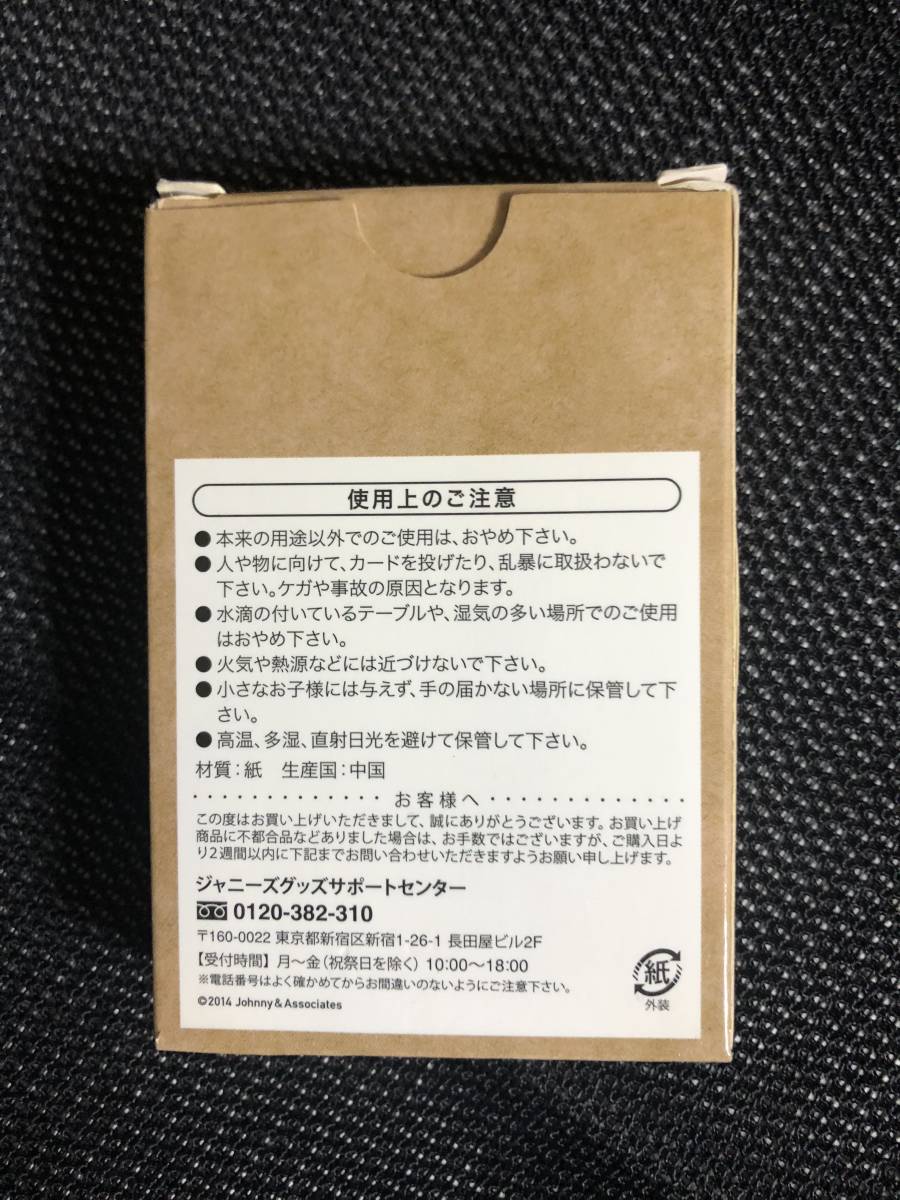 使用上のご注意
● 本来の用途以外でのご使用は、おやめ下さい。
● 人や物に向けて、カードを投げたり、乱暴に取扱わないで
下さい。ケガや事故の原因となります。
● 水滴の付いているテーブルや、湿気の多い場所でのご使用
はおやめ下さい。
● 火気や熱源などには近づけないで下さい。
● 小さなお子様には与えず、手の届かない場所に保管して下
さい。
● 高温、多湿、直射日光を避けて保管して下さい。
材質：紙　生産国：中国
・・・・・・・・・・・・・ お客様へ ・・・・・・・・・・・・・
この度はお買い上げいただきまして、誠にありがとうございます。お買い上げ
商品に不都合品などありました場合は、お手数ではございますが、ご購入日よ
り2週間以内に下記までお問い合わせいただきますようお願い申し上げます。
ジャニーズグッズサポートセンター
0120-382-310
〒160-0022 東京都新宿区新宿1-26-1 長田屋ビル2F
【受付時間】 月〜金（祝祭日を除く） 10:00〜18:00
※電話番号はよく確かめてからお間違いのないようにご注意下さい。
©2014 Johnny & Associates
紙
外装